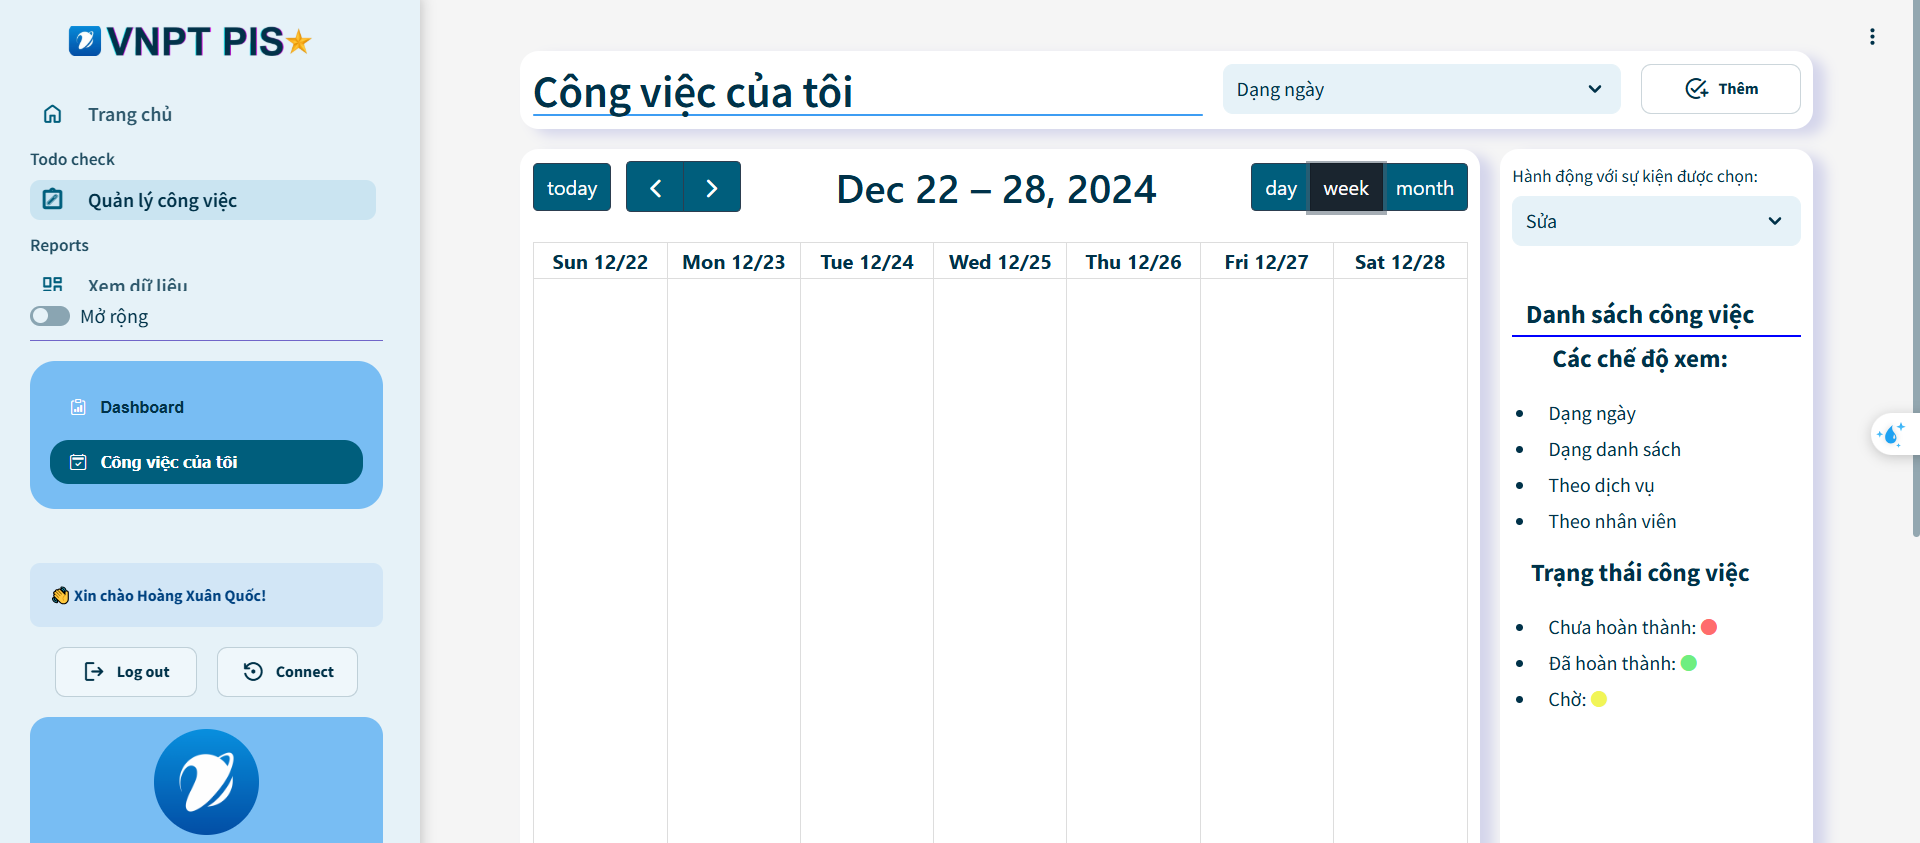 VNPT PIS
Trang chủ
Todo check
Quản lý công việc
Reports
Xem dữ liệu
Mở rộng
Dashboard
Công việc của tôi
Xin chào Hoàng Xuân Quốc!
Log out
Connect
Công việc của tôi
Dạng ngày
Thêm
today
Dec 22 – 28, 2024
day week month
Sun 12/22 Mon 12/23 Tue 12/24 Wed 12/25 Thu 12/26 Fri 12/27 Sat 12/28
Hành động với sự kiện được chọn:
Sửa
Danh sách công việc
Các chế độ xem:
Dạng ngày
Dạng danh sách
Theo dịch vụ
Theo nhân viên
Trạng thái công việc
Chưa hoàn thành:
Đã hoàn thành:
Chờ: